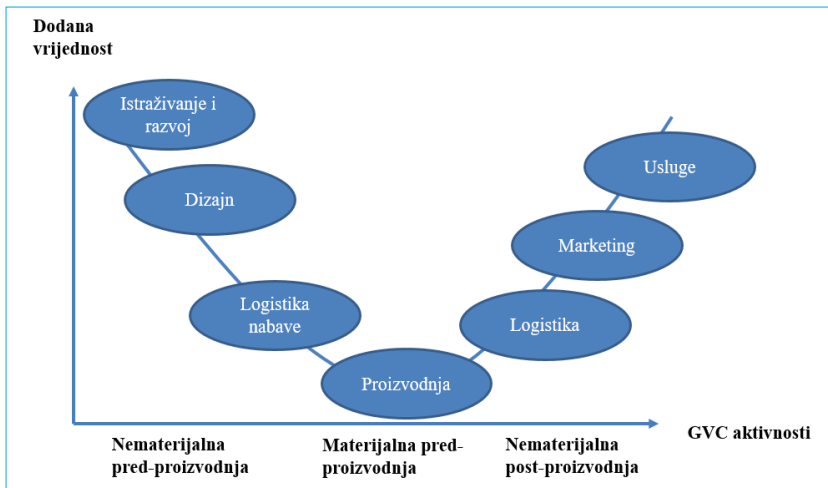 Dodana
vrijednost
Istraživanje i
razvoj
Dizajn
Logistika
nabave
Proizvodnja
Logistika
Marketing
Usluge
GVC aktivnosti
Nematerijalna
pred-proizvodnja
Materijalna pred-
proizvodnja
Nematerijalna
post-proizvodnja